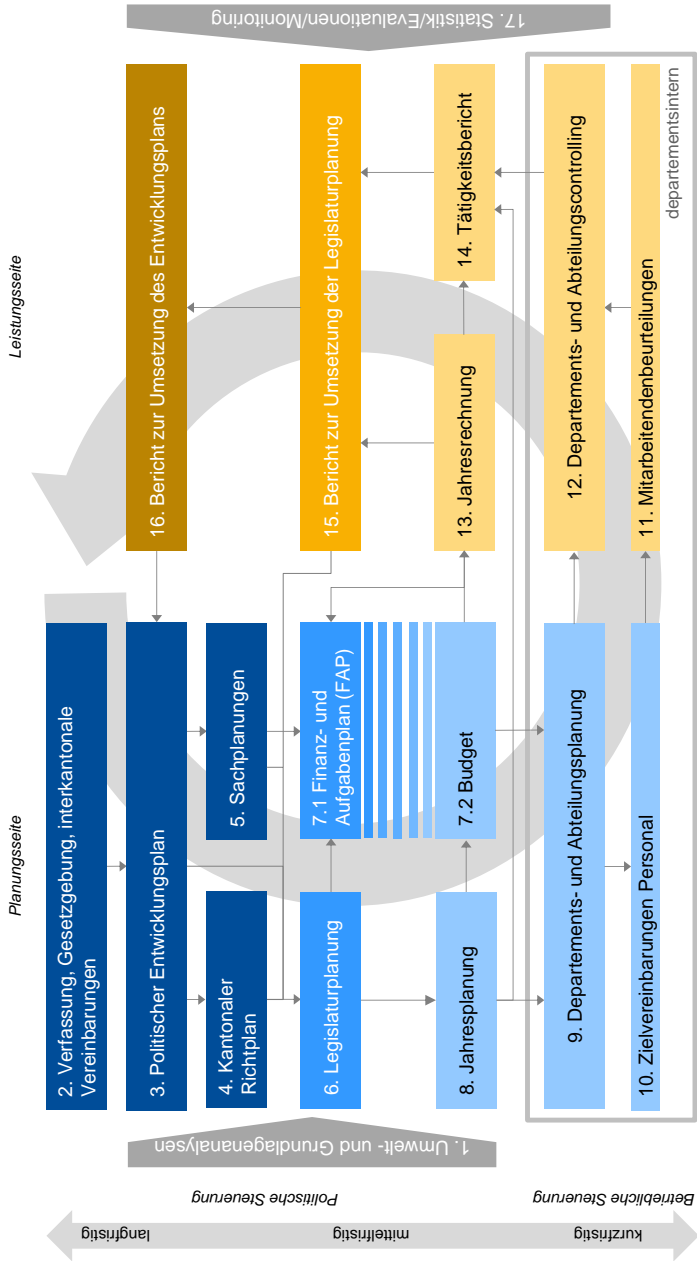 Planungsseite
Leistungsseite
langfristig
mittelfristig
kurzfristig
Politische Steuerung
Betriebliche Steuerung
1. Umwelt- und Grundlagenanalysen
2. Verfassung, Gesetzgebung, interkantonale
Vereinbarungen
3. Politischer Entwicklungsplan
4. Kantonaler
Richtplan
5. Sachplanungen
6. Legislaturplanung
7.1 Finanz- und
Aufgabenplan (FAP)
7.2 Budget
8. Jahresplanung
9. Departements- und Abteilungsplanung
10. Zielvereinbarungen Personal
11. Mitarbeitendenbeurteilungen
12. Departements- und Abteilungscontrolling
departementsintern
13. Jahresrechnung
14. Tätigkeitsbericht
15. Bericht zur Umsetzung der Legislaturplanung
16. Bericht zur Umsetzung des Entwicklungsplans
17. Statistik/Evaluationen/Monitoring